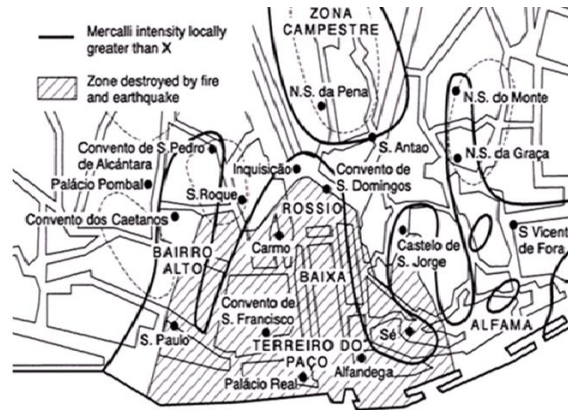 Mercalli intensity locally
greater than X
Zone destroyed by fire
and earthquake
ZONA
CAMPESTRE
N.S. da Pena
N.S. do Monte
S. Antao
N.S. da Graça
Convento de S. Pedro
de Alcántara
Palácio Pombal
Convento dos Caetanos
S. Roque
Inquisição
Convento de
S. Domingos
ROSSIO
Carmo
BAIRRO
ALTO
BAIXA
Castelo de
S. Jorge
S Vicent
de Fora
Convento de
S. Francisco
S. Paulo
TERREIRO DO
PAÇO
Sé
ALFAMA
Alfandega
Palácio Real